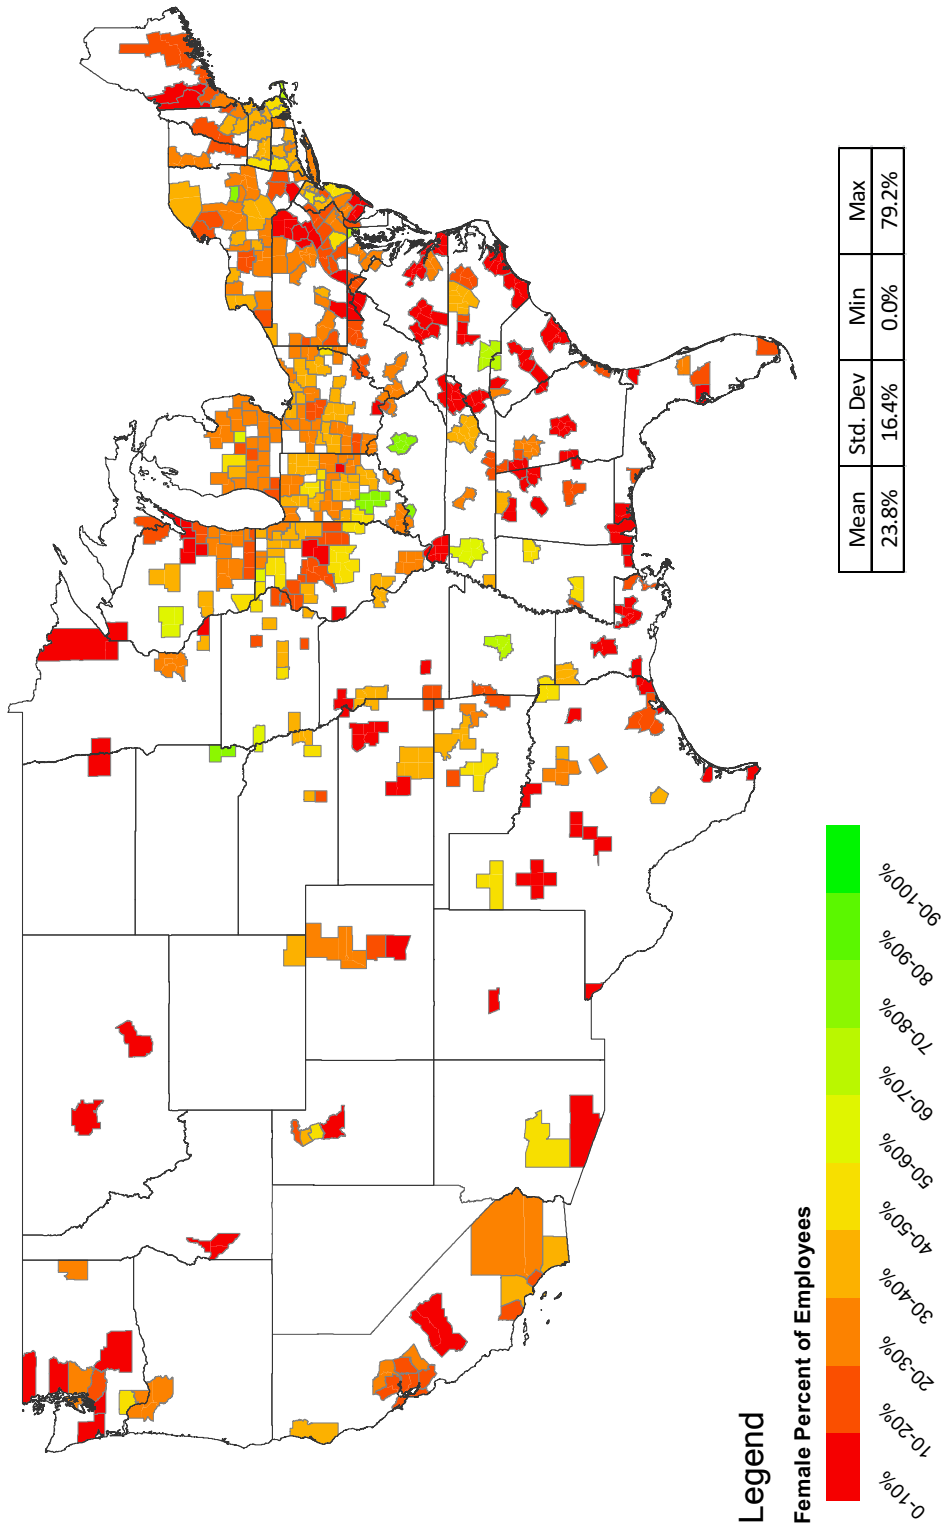 Mean Std. Dev Min Max
23.8% 16.4% 0.0% 79.2%
Legend
Female Percent of Employees
0-10%
10-20%
20-30%
30-40%
40-50%
50-60%
60-70%
70-80%
80-90%
90-100%